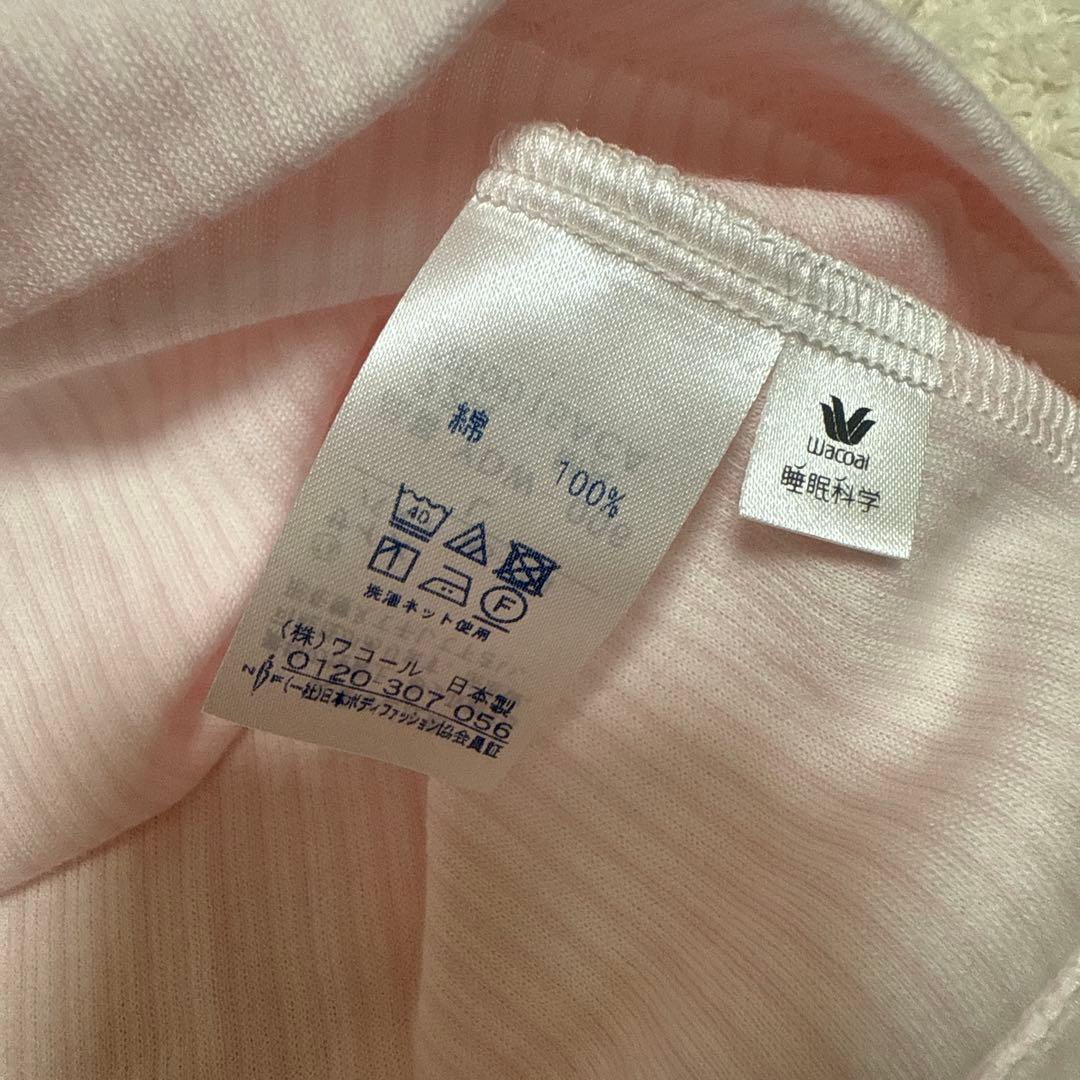 綿 100%
40
F
洗濯ネット使用
(株)ワコール 日本製
0120-307-056
NBF(一社)日本ボディファッション協会員証
Wacoal
睡眠科学